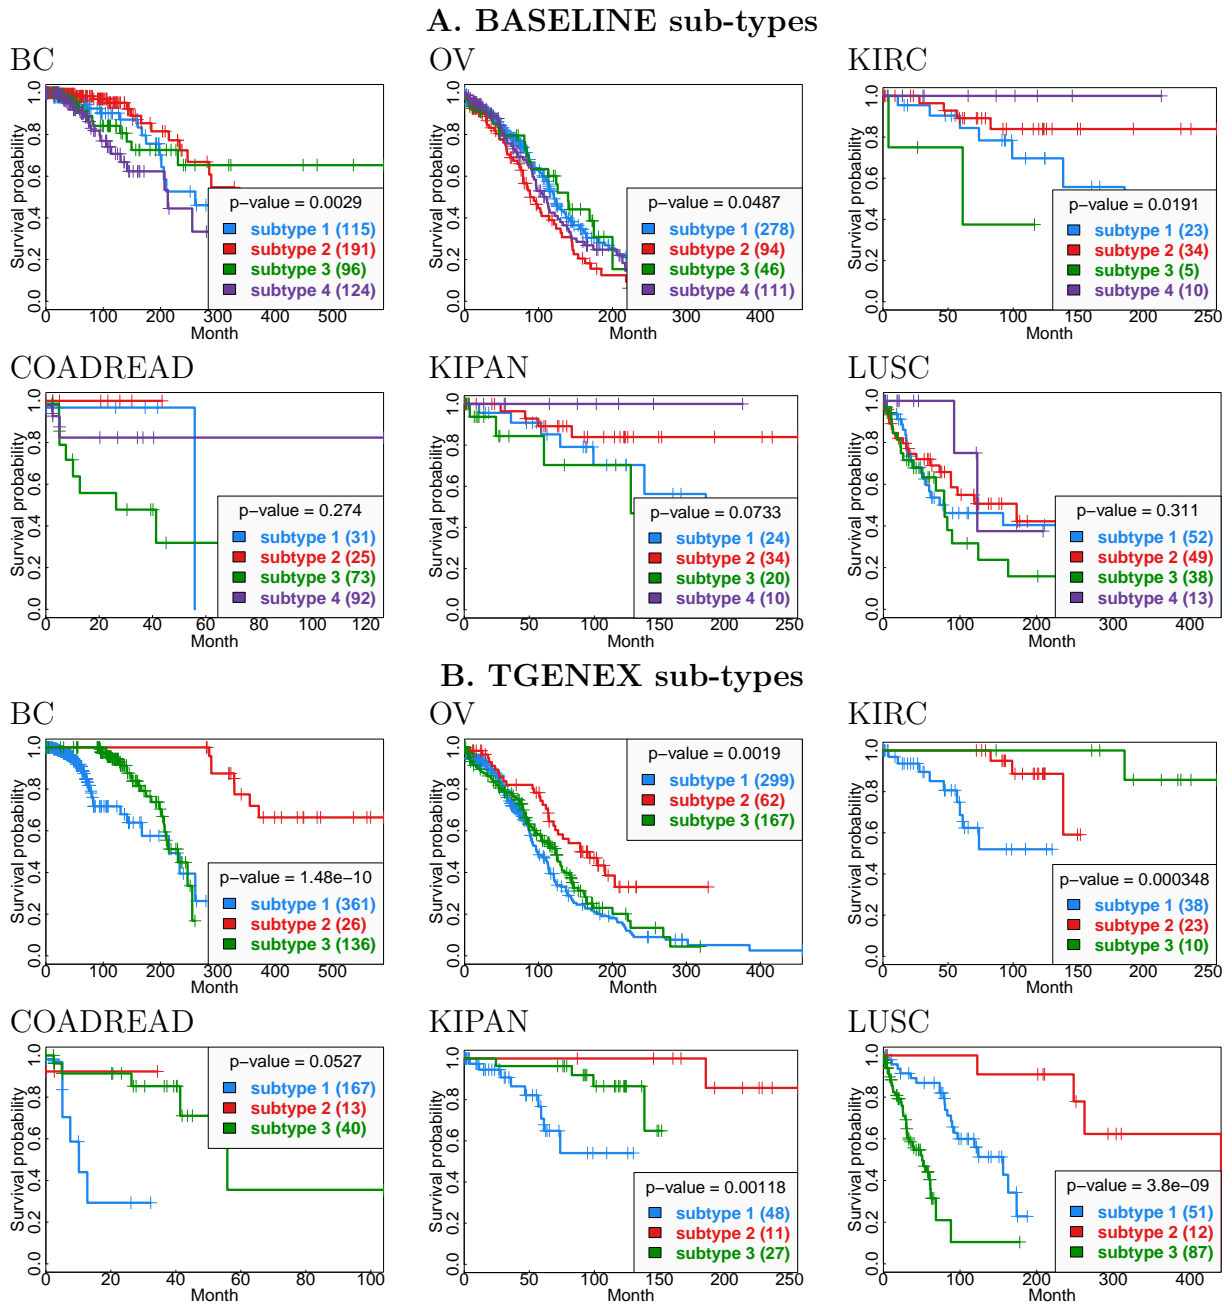 A. BASELINE sub-types
BC
Survival probability
0.0 0.2 0.4 0.6 0.8 1.0
p−value = 0.0029
subtype 1 (115)
subtype 2 (191)
subtype 3 (96)
subtype 4 (124)
0 100 200 300 400 500
Month
OV
Survival probability
0.0 0.2 0.4 0.6 0.8 1.0
p−value = 0.0487
subtype 1 (278)
subtype 2 (94)
subtype 3 (46)
subtype 4 (111)
0 100 200 300 400
Month
KIRC
Survival probability
0.0 0.2 0.4 0.6 0.8 1.0
p−value = 0.0191
subtype 1 (23)
subtype 2 (34)
subtype 3 (5)
subtype 4 (10)
0 50 100 150 200 250
Month
COADREAD
Survival probability
0.0 0.2 0.4 0.6 0.8 1.0
p−value = 0.274
subtype 1 (31)
subtype 2 (25)
subtype 3 (73)
subtype 4 (92)
0 20 40 60 80 100 120
Month
KIPAN
Survival probability
0.0 0.2 0.4 0.6 0.8 1.0
p−value = 0.0733
subtype 1 (24)
subtype 2 (34)
subtype 3 (20)
subtype 4 (10)
0 50 100 150 200 250
Month
LUSC
Survival probability
0.0 0.2 0.4 0.6 0.8 1.0
p−value = 0.311
subtype 1 (52)
subtype 2 (49)
subtype 3 (38)
subtype 4 (13)
0 100 200 300 400
Month
B. TGENEX sub-types
BC
Survival probability
0.0 0.2 0.4 0.6 0.8 1.0
p−value = 1.48e−10
subtype 1 (361)
subtype 2 (26)
subtype 3 (136)
0 100 200 300 400 500
Month
OV
Survival probability
0.0 0.2 0.4 0.6 0.8 1.0
p−value = 0.0019
subtype 1 (299)
subtype 2 (62)
subtype 3 (167)
0 100 200 300 400
Month
KIRC
Survival probability
0.0 0.2 0.4 0.6 0.8 1.0
p−value = 0.000348
subtype 1 (38)
subtype 2 (23)
subtype 3 (10)
0 50 100 150 200 250
Month
COADREAD
Survival probability
0.0 0.2 0.4 0.6 0.8 1.0
p−value = 0.0527
subtype 1 (167)
subtype 2 (13)
subtype 3 (40)
0 20 40 60 80 100
Month
KIPAN
Survival probability
0.0 0.2 0.4 0.6 0.8 1.0
p−value = 0.00118
subtype 1 (48)
subtype 2 (11)
subtype 3 (27)
0 50 100 150 200 250
Month
LUSC
Survival probability
0.0 0.2 0.4 0.6 0.8 1.0
p−value = 3.8e−09
subtype 1 (51)
subtype 2 (12)
subtype 3 (87)
0 100 200 300 400
Month